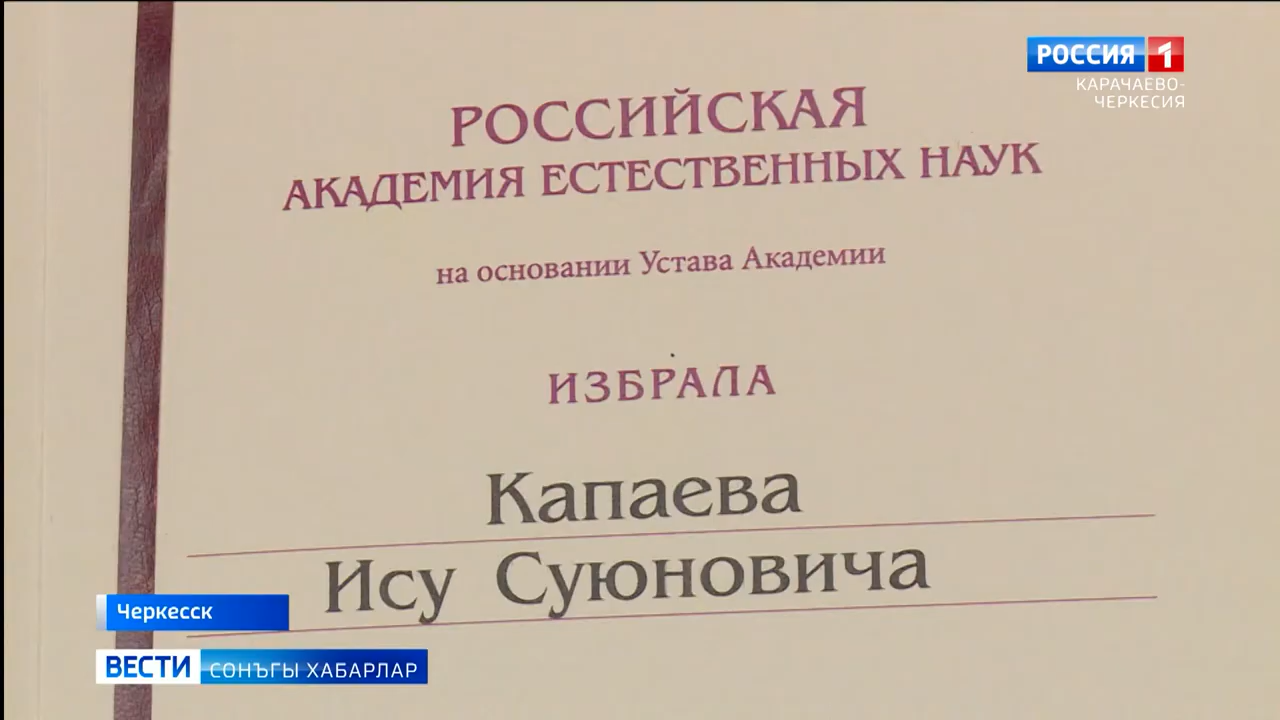 РОССИЯ 1
КАРАЧАЕВО-
ЧЕРКЕСИЯ
РОССИЙСКАЯ
АКАДЕМИЯ ЕСТЕСТВЕННЫХ НАУК
на основании Устава Академии
ИЗБРАЛА
Капаева
Ису Суюновича
Черкесск
ВЕСТИ СОНЪГЫ ХАБАРЛАР